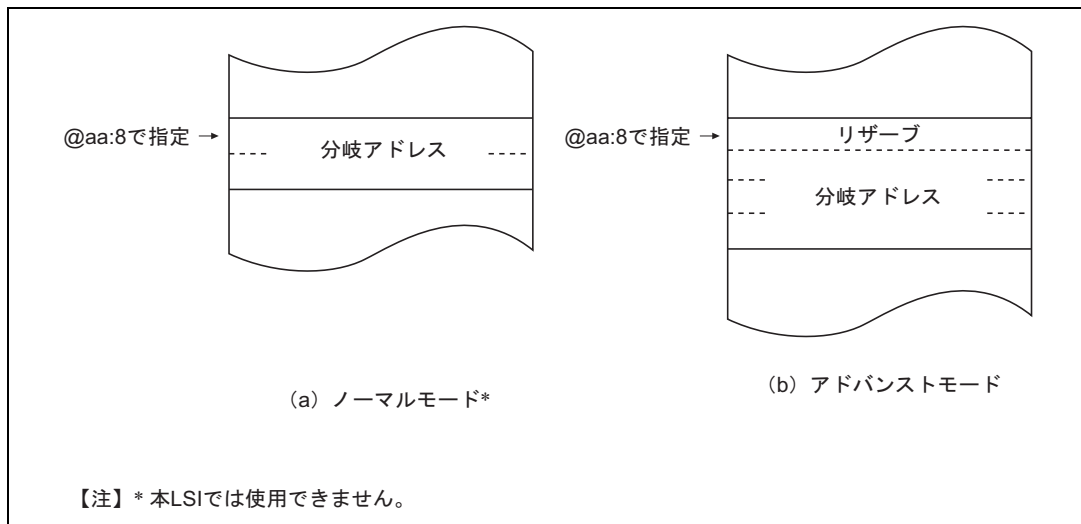 @aa:8で指定 →
分岐アドレス
(a) ノーマルモード*
@aa:8で指定 →
リザーブ
分岐アドレス
(b) アドバンストモード
【注】* 本LSIでは使用できません。